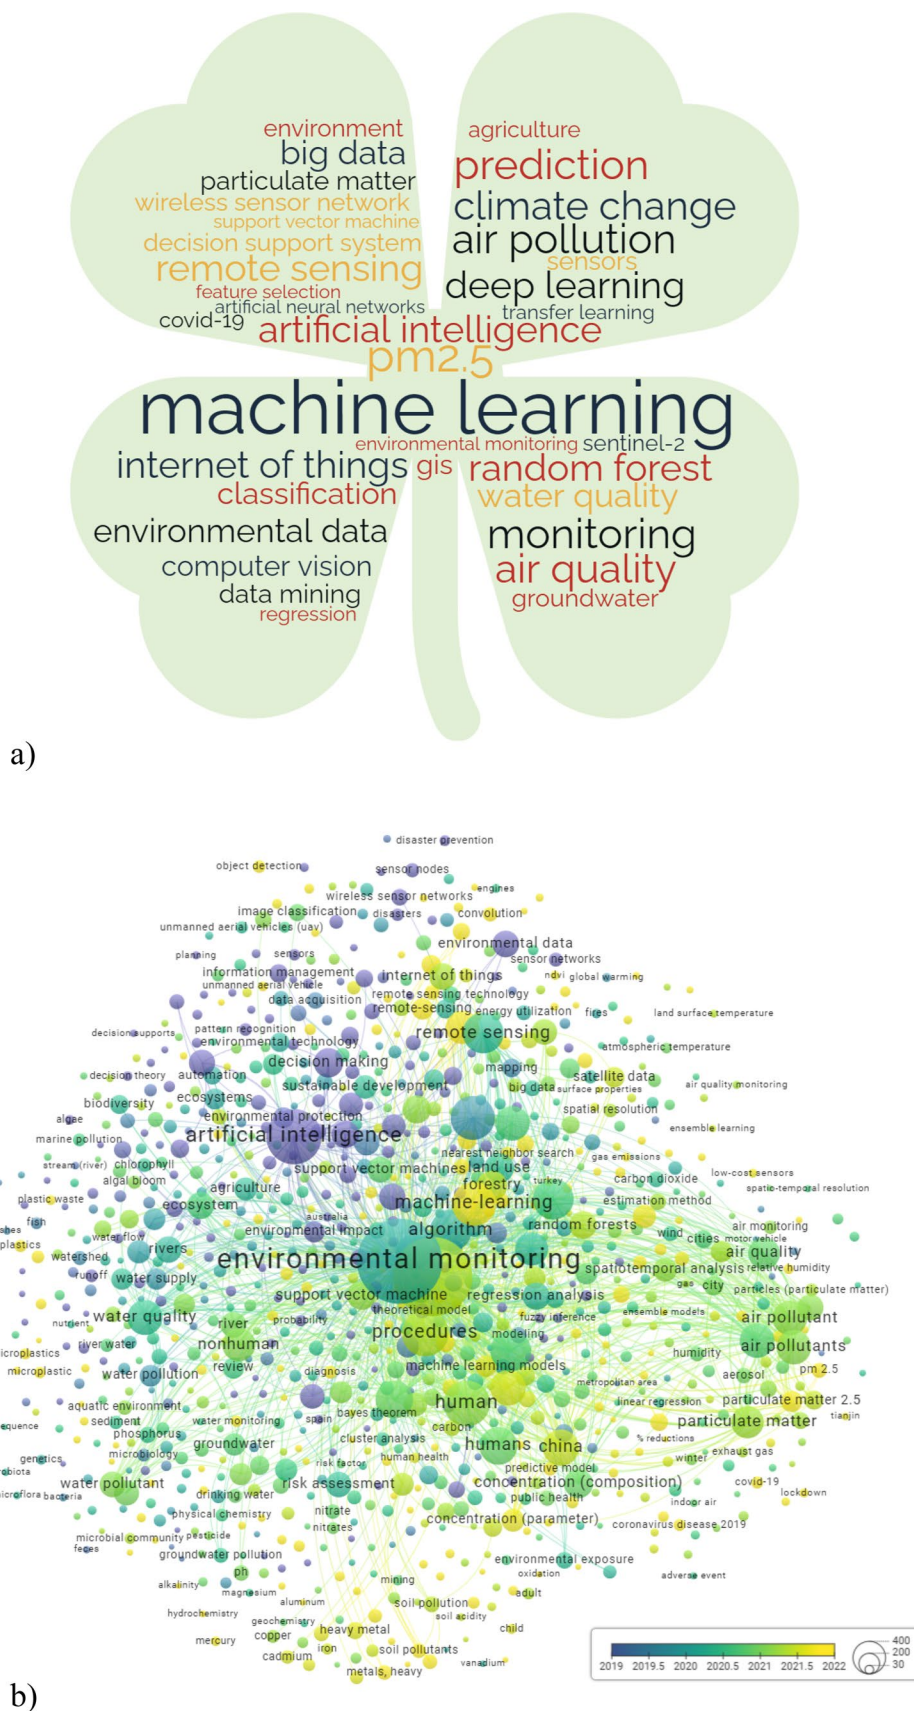 environment
agriculture
big data
prediction
particulate matter
wireless sensor network
climate change
support vector machine
decision support system
air pollution
sensors
remote sensing
deep learning
feature selection
artificial neural networks
transfer learning
covid-19
artificial intelligence
pm2.5
machine learning
environmental monitoring
sentinel-2
internet of things
gis
random forest
classification
water quality
environmental data
monitoring
computer vision
air quality
data mining
groundwater
regression
a)
disaster prevention
object detection
sensor nodes
engines
wireless sensor networks
image classification
disasters
convolution
unmanned aerial vehicles (uav)
environmental data
planning
sensors
sensor networks
information management
internet of things
ndvi
global warming
unmanned aerial vehicle
data acquisition
remote sensing technology
remote-sensing
energy utilization
fires
land surface temperature
decision supports
pattern recognition
remote sensing
environmental technology
atmospheric temperature
decision making
mapping
decision theory
automation
satellite data
sustainable development
big data
surface properties
air quality monitoring
ecosystems
biodiversity
spatial resolution
algae
environmental protection
ensemble learning
marine pollution
artificial intelligence
nearest neighbor search
gas emissions
stream (river)
chlorophyll
support vector machines
land use
low-cost sensors
algal bloom
forestry
turkey
carbon dioxide
spatio-temporal resolution
agriculture
plastic waste
ecosystem
machine-learning
estimation method
australia
fish
environmental impact
algorithm
random forests
air monitoring
shes
water flow
wind
cities
motor vehicle
plastics
rivers
air quality
watershed
environmental monitoring
spatiotemporal analysis
relative humidity
runoff
water supply
gas
city
particles (particulate matter)
support vector machine
regression analysis
theoretical model
ensemble models
water quality
nutrient
river
probability
fuzzy inference
air pollutant
procedures
modeling
river water
nonhuman
air pollutants
icroplastics
humidity
microplastic
review
machine learning models
water pollution
diagnosis
aerosol
pm 2.5
metropolitan area
human
linear regression
particulate matter 2.5
aquatic environment
bayes theorem
sediment
water monitoring
spain
particulate matter
tianjin
equence
phosphorus
carbon
cluster analysis
% reductions
groundwater
humans
china
microbiology
human health
exhaust gas
genetics
risk factor
winter
obiota
predictive model
water pollutant
risk assessment
concentration (composition)
covid-19
icroflora
bacteria
drinking water
public health
lockdown
indoor air
physical chemistry
nitrate
concentration (parameter)
coronavirus disease 2019
nitrates
microbial community
pesticide
feces
groundwater pollution
environmental exposure
ph
oxidation
adverse event
alkalinity
mining
magnesium
adult
aluminum
soil pollution
hydrochemistry
soil acidity
geochemistry
heavy metal
child
copper
mercury
iron
soil pollutants
cadmium
vanadium
metals, heavy
400
200
30
2019 2019.5 2020 2020.5 2021 2021.5 2022
b)